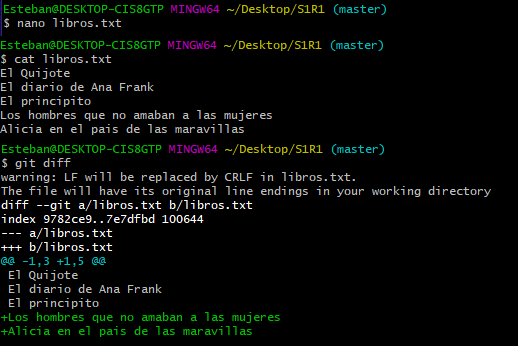 Esteban@DESKTOP-CIS8GTP MINGW64 ~/Desktop/S1R1 (master)
$ nano libros.txt
Esteban@DESKTOP-CIS8GTP MINGW64 ~/Desktop/S1R1 (master)
$ cat libros.txt
El Quijote
El diario de Ana Frank
El principito
Los hombres que no amaban a las mujeres
Alicia en el pais de las maravillas
Esteban@DESKTOP-CIS8GTP MINGW64 ~/Desktop/S1R1 (master)
$ git diff
warning: LF will be replaced by CRLF in libros.txt.
The file will have its original line endings in your working directory
diff --git a/libros.txt b/libros.txt
index 9782ce9..7e7dfbd 100644
--- a/libros.txt
+++ b/libros.txt
@@ -1,3 +1,5 @@
 El Quijote
 El diario de Ana Frank
 El principito
+Los hombres que no amaban a las mujeres
+Alicia en el pais de las maravillas